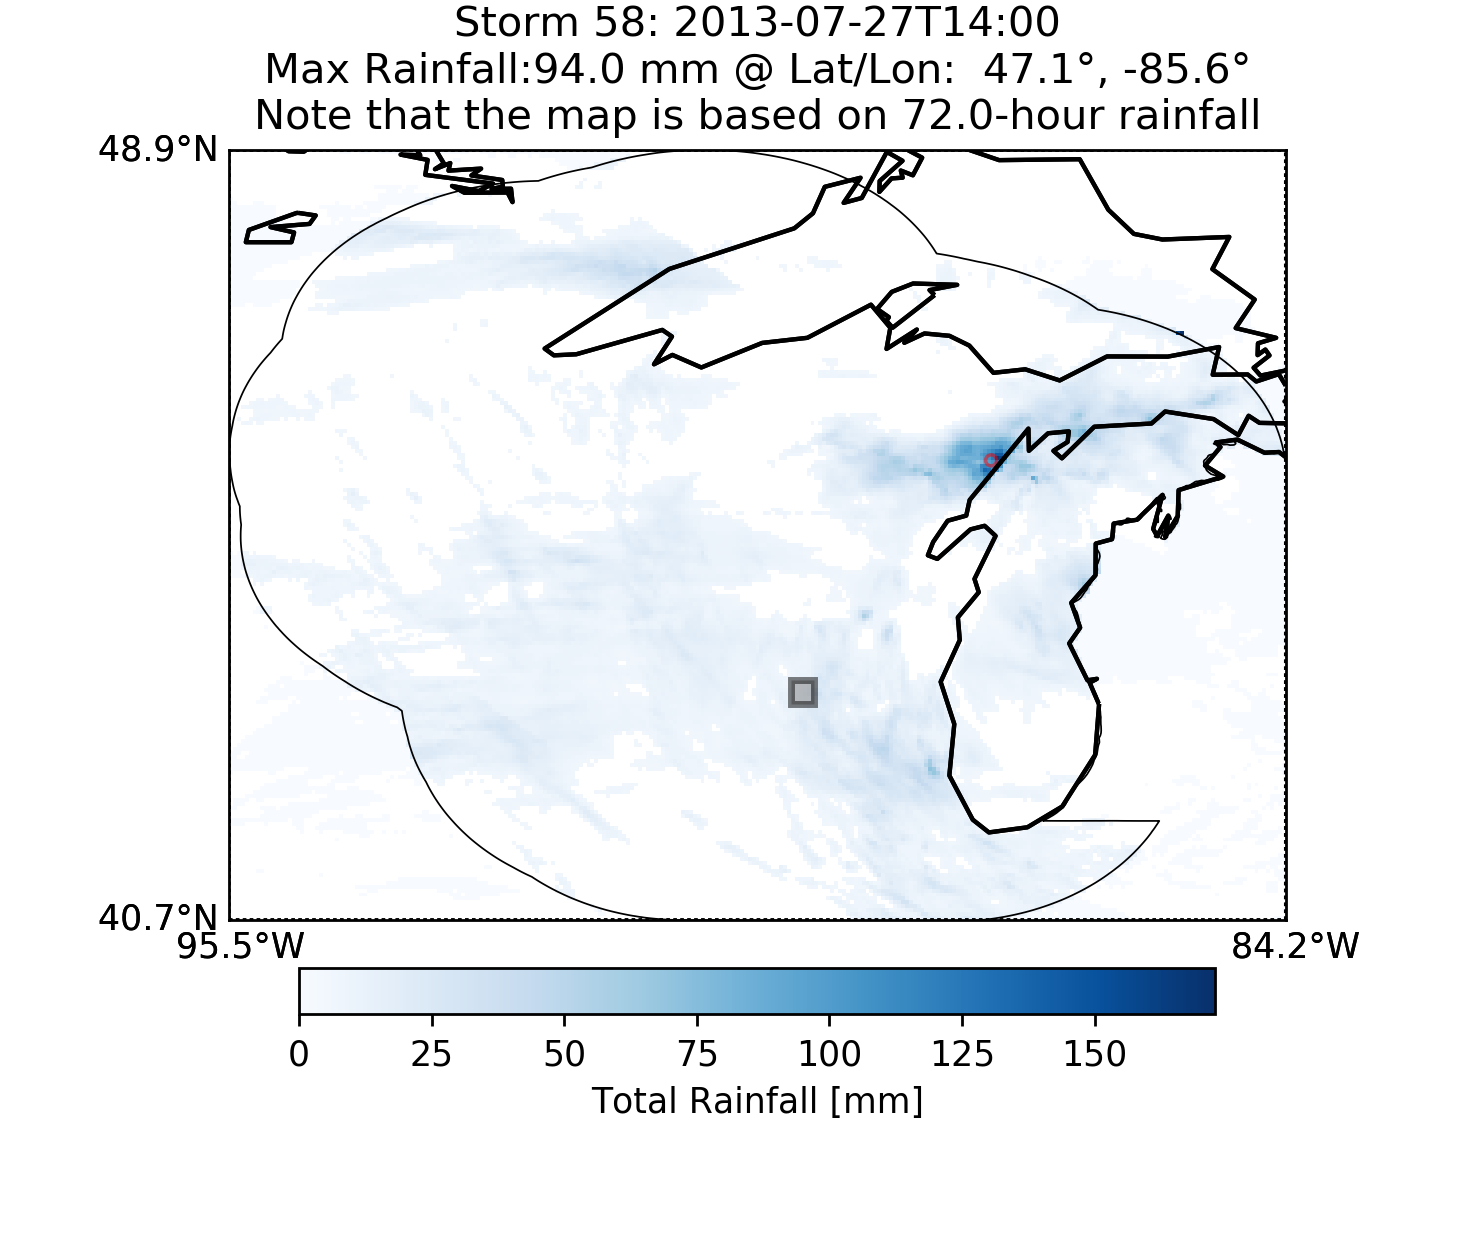 Storm 58: 2013-07-27T14:00
Max Rainfall:94.0 mm @ Lat/Lon:  47.1°, -85.6°
Note that the map is based on 72.0-hour rainfall
48.9°N
40.7°N
95.5°W 84.2°W
0 25 50 75 100 125 150
Total Rainfall [mm]